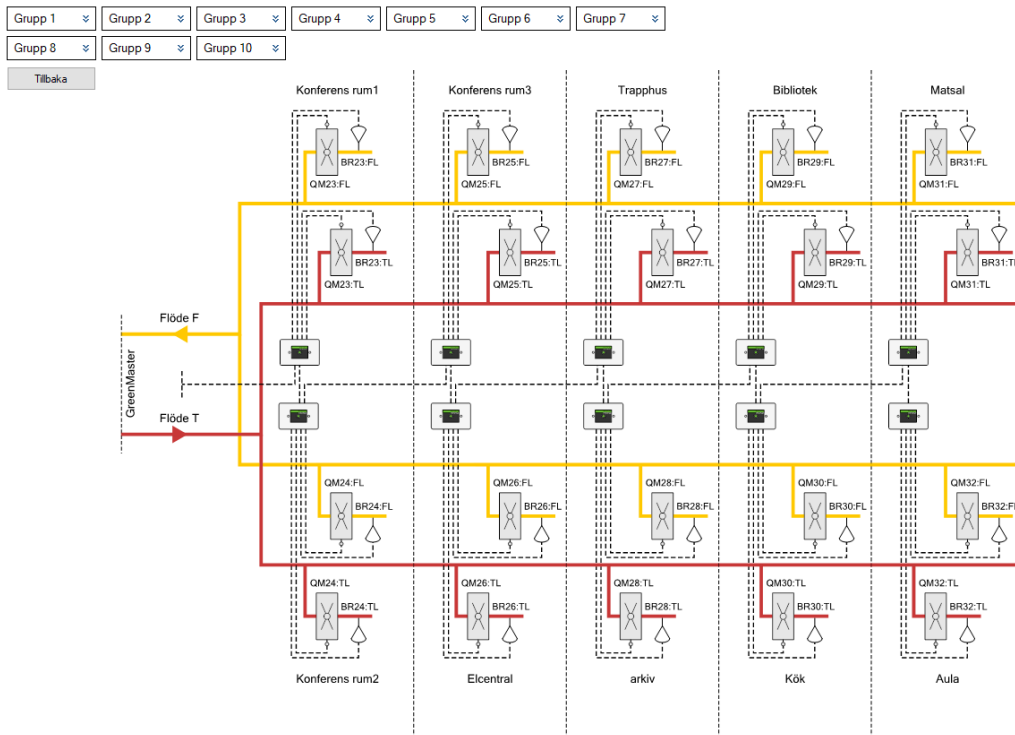 Grupp 1 Grupp 2 Grupp 3 Grupp 4 Grupp 5 Grupp 6 Grupp 7
Grupp 8 Grupp 9 Grupp 10
Tillbaka
Konferens rum1 Konferens rum3 Trapphus Bibliotek Matsal
BR23:FL BR25:FL BR27:FL BR29:FL BR31:FL
QM23:FL QM25:FL QM27:FL QM29:FL QM31:FL
BR23:TL BR25:TL BR27:TL BR29:TL BR31:TL
QM23:TL QM25:TL QM27:TL QM29:TL QM31:TL
Flöde F
GreenMaster
Flöde T
QM24:FL QM26:FL QM28:FL QM30:FL QM32:FL
BR24:FL BR26:FL BR28:FL BR30:FL BR32:FL
QM24:TL QM26:TL QM28:TL QM30:TL QM32:TL
BR24:TL BR26:TL BR28:TL BR30:TL BR32:TL
Konferens rum2 Elcentral arkiv Kök Aula